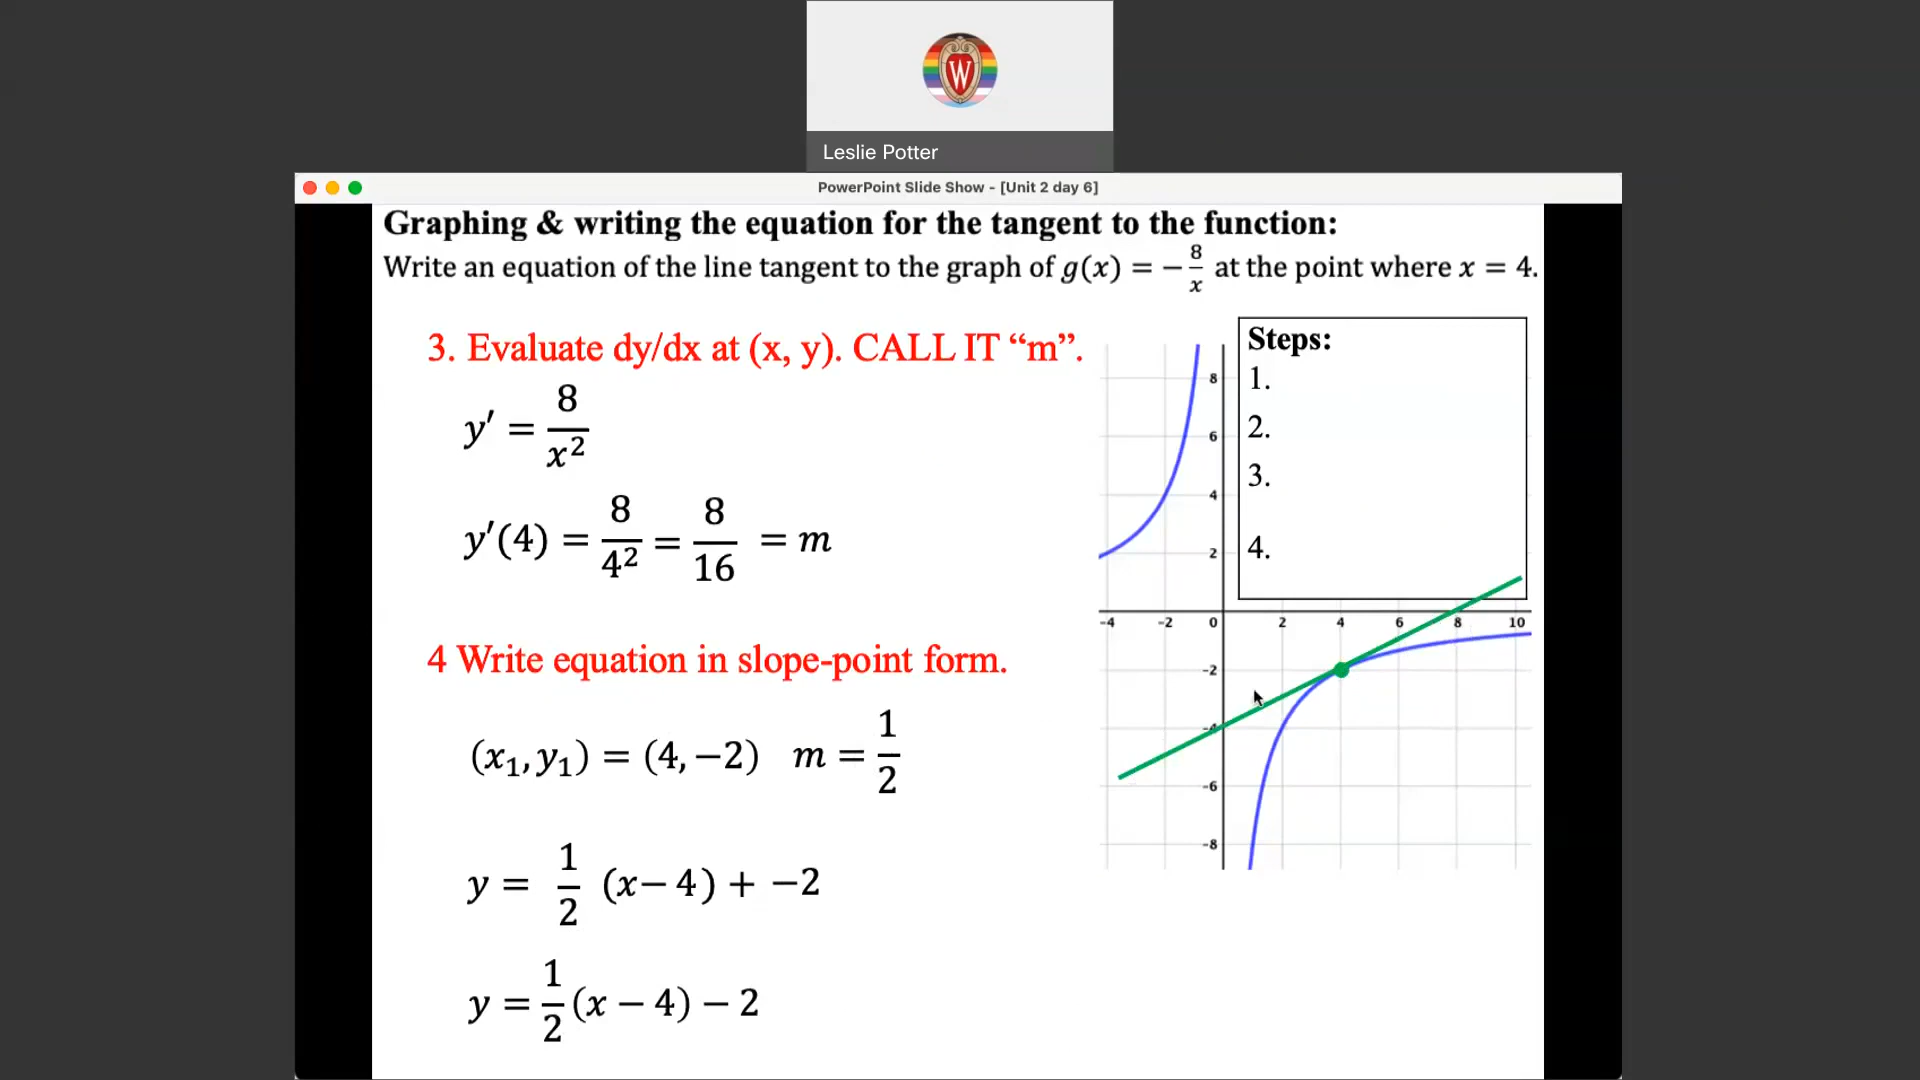 W
Leslie Potter
PowerPoint Slide Show - [Unit 2 day 6]
Graphing & writing the equation for the tangent to the function:
Write an equation of the line tangent to the graph of g(x) = −8/x at the point where x = 4.
3. Evaluate dy/dx at (x, y). CALL IT “m”.
y′ = 8/x²
y′(4) = 8/4² = 8/16 = m
4 Write equation in slope-point form.
(x₁, y₁) = (4, −2) m = 1/2
y = 1/2 (x− 4) + −2
y = 1/2 (x − 4) − 2
Steps:
1.
2.
3.
4.
8
6
4
2
-4 -2 0 2 4 6 8 10
-2
-4
-6
-8